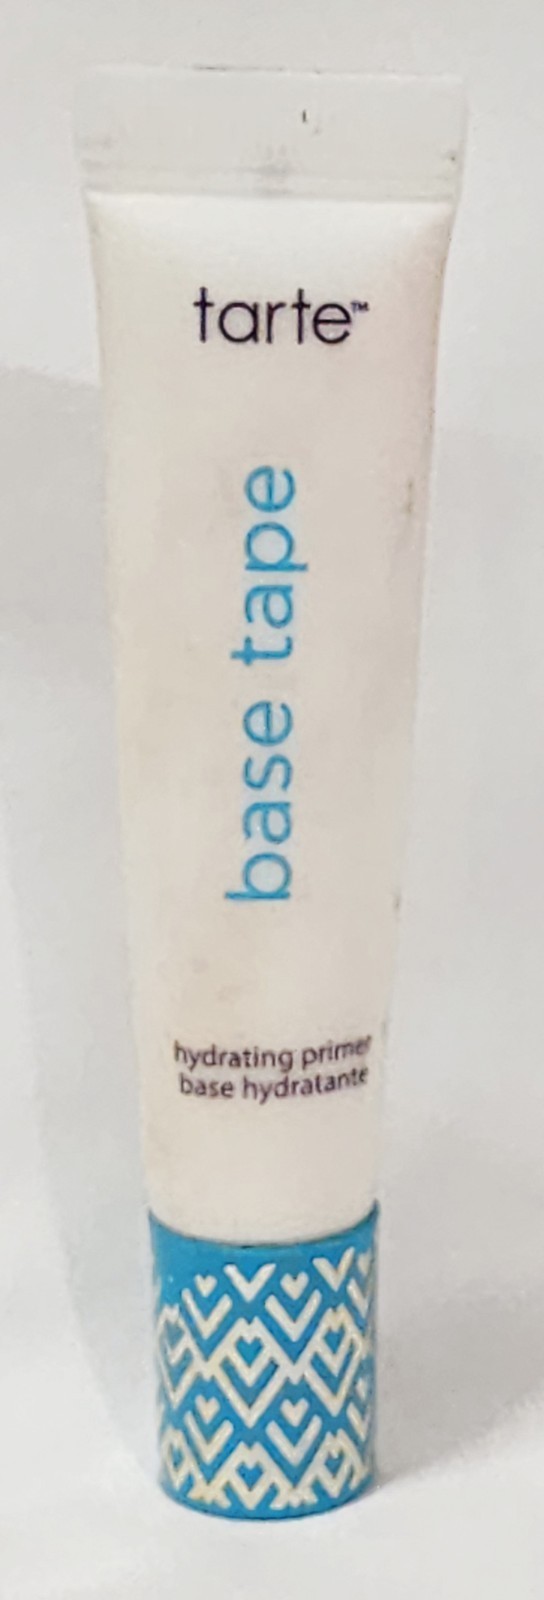 tarte™
base tape
hydrating primer
base hydratante